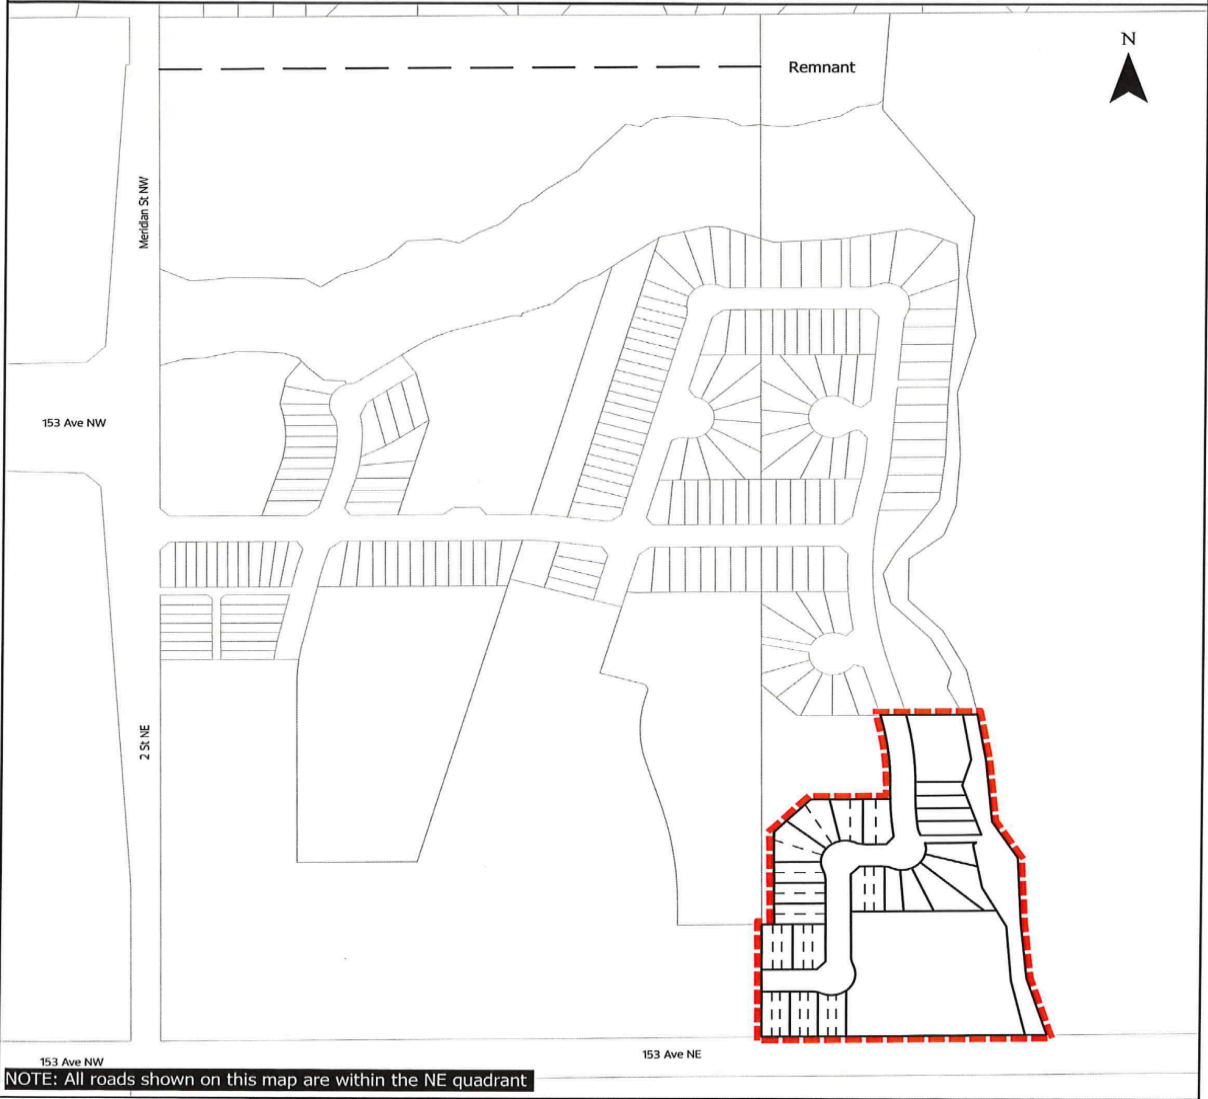 N
Remnant
Meridian St NW
153 Ave NW
2 St NE
153 Ave NE
153 Ave NW
NOTE: All roads shown on this map are within the NE quadrant